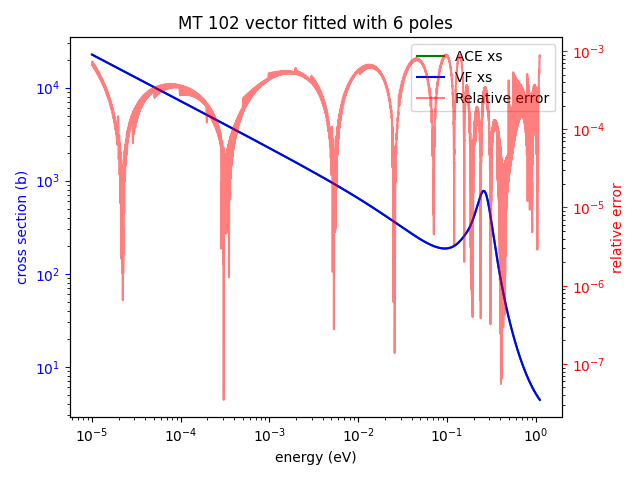 MT 102 vector fitted with 6 poles
ACE xs
VF xs
Relative error
cross section (b)
10⁴
10³
10²
10¹
relative error
10⁻³
10⁻⁴
10⁻⁵
10⁻⁶
10⁻⁷
10⁻⁵ 10⁻⁴ 10⁻³ 10⁻² 10⁻¹ 10⁰
energy (eV)